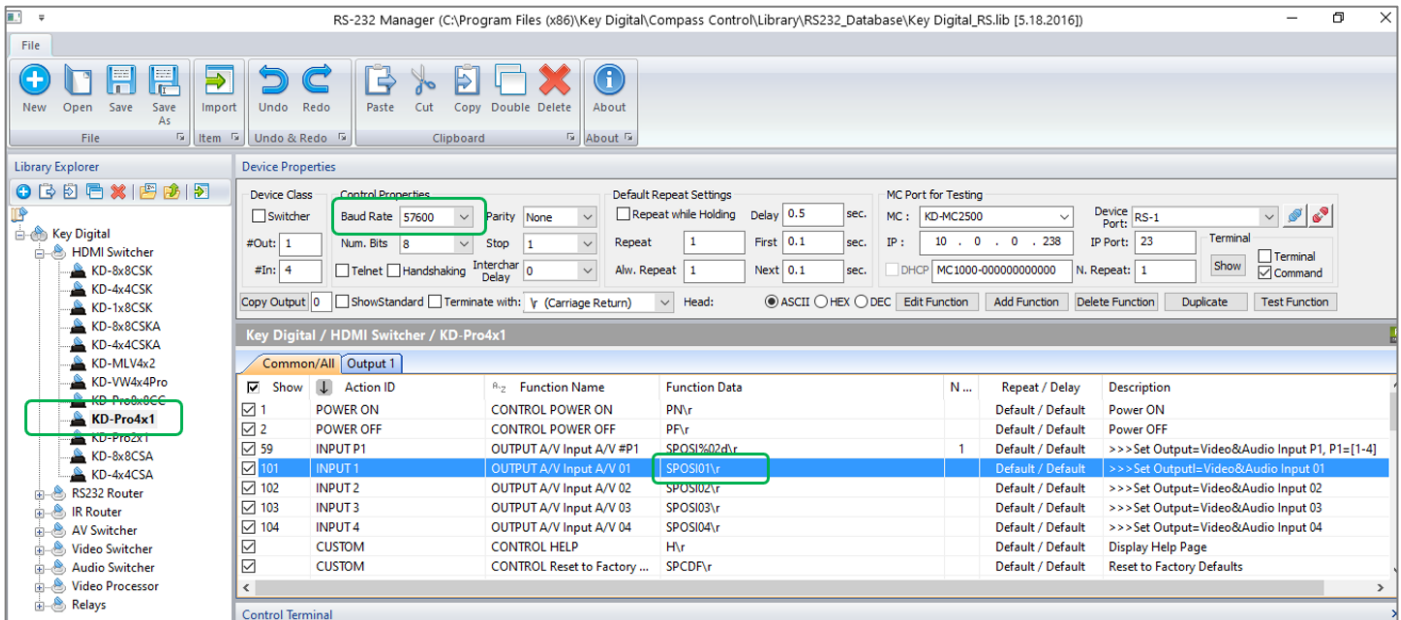 RS-232 Manager (C:\Program Files (x86)\Key Digital\Compass Control\Library\RS232_Database\Key Digital_RS.lib [5.18.2016])
File
New Open Save Save As Import Undo Redo Paste Cut Copy Double Delete About
File Item Undo & Redo Clipboard About
Library Explorer
Key Digital
HDMI Switcher
KD-8x8CSK
KD-4x4CSK
KD-1x8CSK
KD-8x8CSKA
KD-4x4CSKA
KD-MLV4x2
KD-VW4x4Pro
KD-Pro8x8CC
KD-Pro4x1
KD-Pro2x1
KD-8x8CSA
KD-4x4CSA
RS232 Router
IR Router
AV Switcher
Video Switcher
Audio Switcher
Video Processor
Relays
Device Properties
Device Class Control Properties Default Repeat Settings MC Port for Testing
Switcher Baud Rate 57600 Parity None Repeat while Holding Delay 0.5 sec. MC : KD-MC2500 Device Port: RS-1
#Out: 1 Num. Bits 8 Stop 1 Repeat 1 First 0.1 sec. IP : 10 . 0 . 0 . 238 IP Port: 23 Terminal Terminal
#In: 4 Telnet Handshaking Interchar Delay 0 Alw. Repeat 1 Next 0.1 sec. DHCP MC1000-000000000000 N. Repeat: 1 Show Command
Copy Output 0 ShowStandard Terminate with: \r (Carriage Return) Head: ASCII HEX DEC Edit Function Add Function Delete Function Duplicate Test Function
Key Digital / HDMI Switcher / KD-Pro4x1
Common/All Output 1
Show Action ID A-Z Function Name Function Data N ... Repeat / Delay Description
1 POWER ON CONTROL POWER ON PN\r Default / Default Power ON
2 POWER OFF CONTROL POWER OFF PF\r Default / Default Power OFF
59 INPUT P1 OUTPUT A/V Input A/V #P1 SPOSI%02d\r 1 Default / Default >>>Set Output=Video&Audio Input P1, P1=[1-4]
101 INPUT 1 OUTPUT A/V Input A/V 01 SPOSI01\r Default / Default >>>Set Outputl=Video&Audio Input 01
102 INPUT 2 OUTPUT A/V Input A/V 02 SPOSI02\r Default / Default >>>Set Output=Video&Audio Input 02
103 INPUT 3 OUTPUT A/V Input A/V 03 SPOSI03\r Default / Default >>>Set Output=Video&Audio Input 03
104 INPUT 4 OUTPUT A/V Input A/V 04 SPOSI04\r Default / Default >>>Set Output=Video&Audio Input 04
CUSTOM CONTROL HELP H\r Default / Default Display Help Page
CUSTOM CONTROL Reset to Factory ... SPCDF\r Default / Default Reset to Factory Defaults
Control Terminal